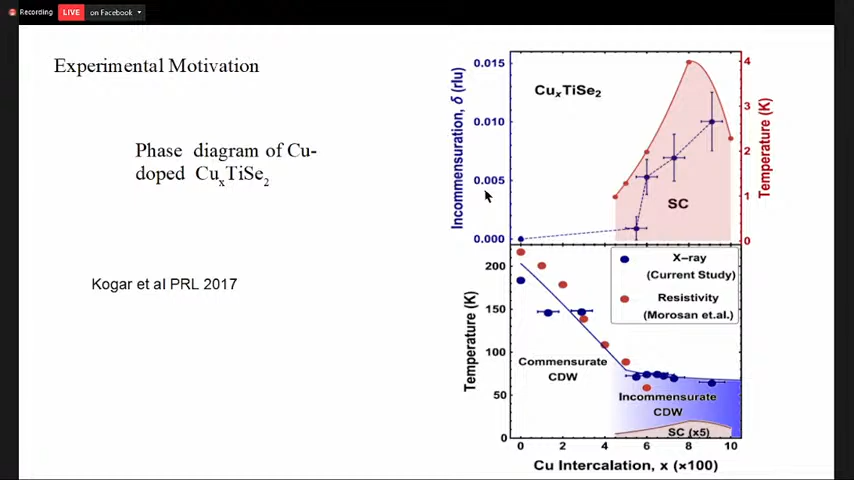 Recording LIVE on Facebook
Experimental Motivation
Phase diagram of Cu-
doped CuxTiSe2
Kogar et al PRL 2017
0.015
0.010
0.005
0.000
Incommensuration, δ (rlu)
CuxTiSe2
SC
4
3
2
1
0
Temperature (K)
200
150
100
50
0
Temperature (K)
X-ray
(Current Study)
Resistivity
(Morosan et.al.)
Commensurate
CDW
Incommensurate
CDW
SC (x5)
0 2 4 6 8 10
Cu Intercalation, x (×100)